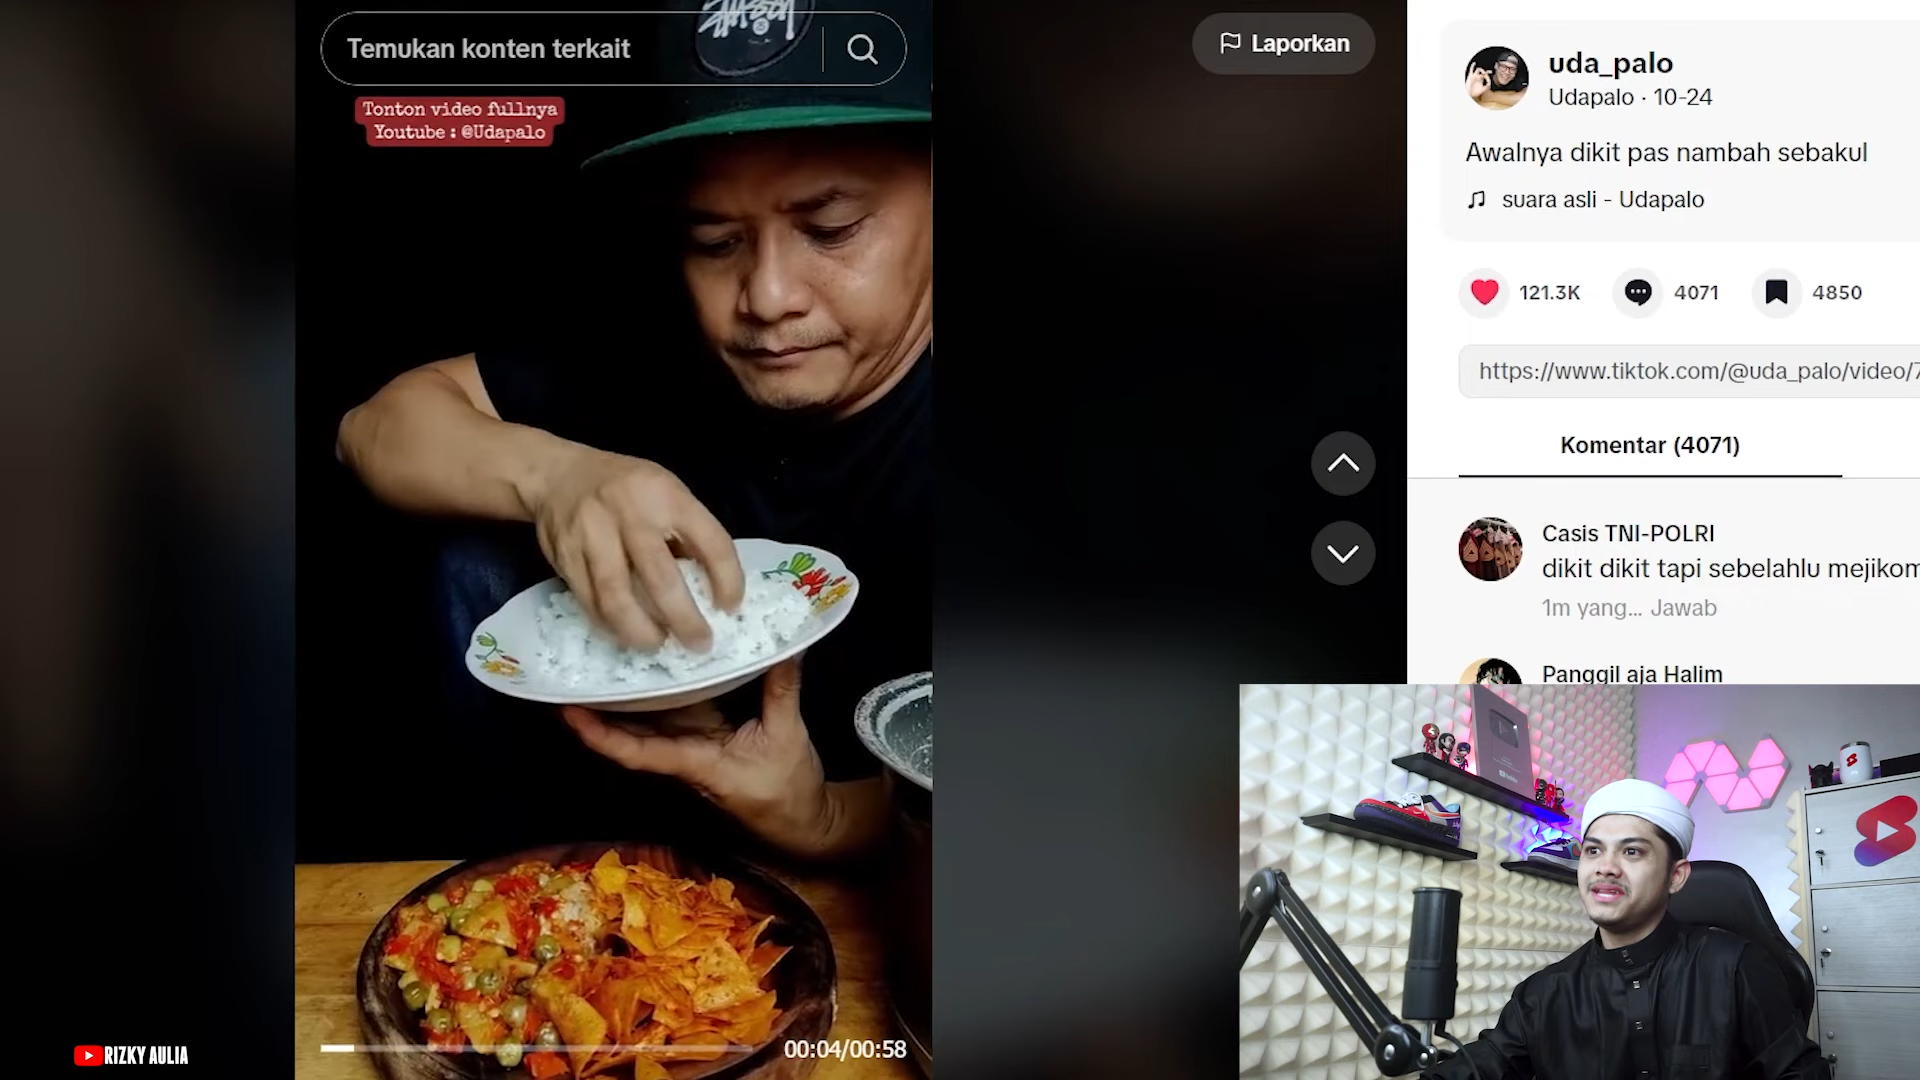 Temukan konten terkait
Laporkan
Tonton video fullnya
Youtube : @Udapalo
uda_palo
Udapalo · 10-24
Awalnya dikit pas nambah sebakul
suara asli - Udapalo
121.3K
4071
4850
https://www.tiktok.com/@uda_palo/video/7
Komentar (4071)
Casis TNI-POLRI
dikit dikit tapi sebelahlu mejikom
1m yang... Jawab
Panggil aja Halim
00:04/00:58
RIZKY AULIA